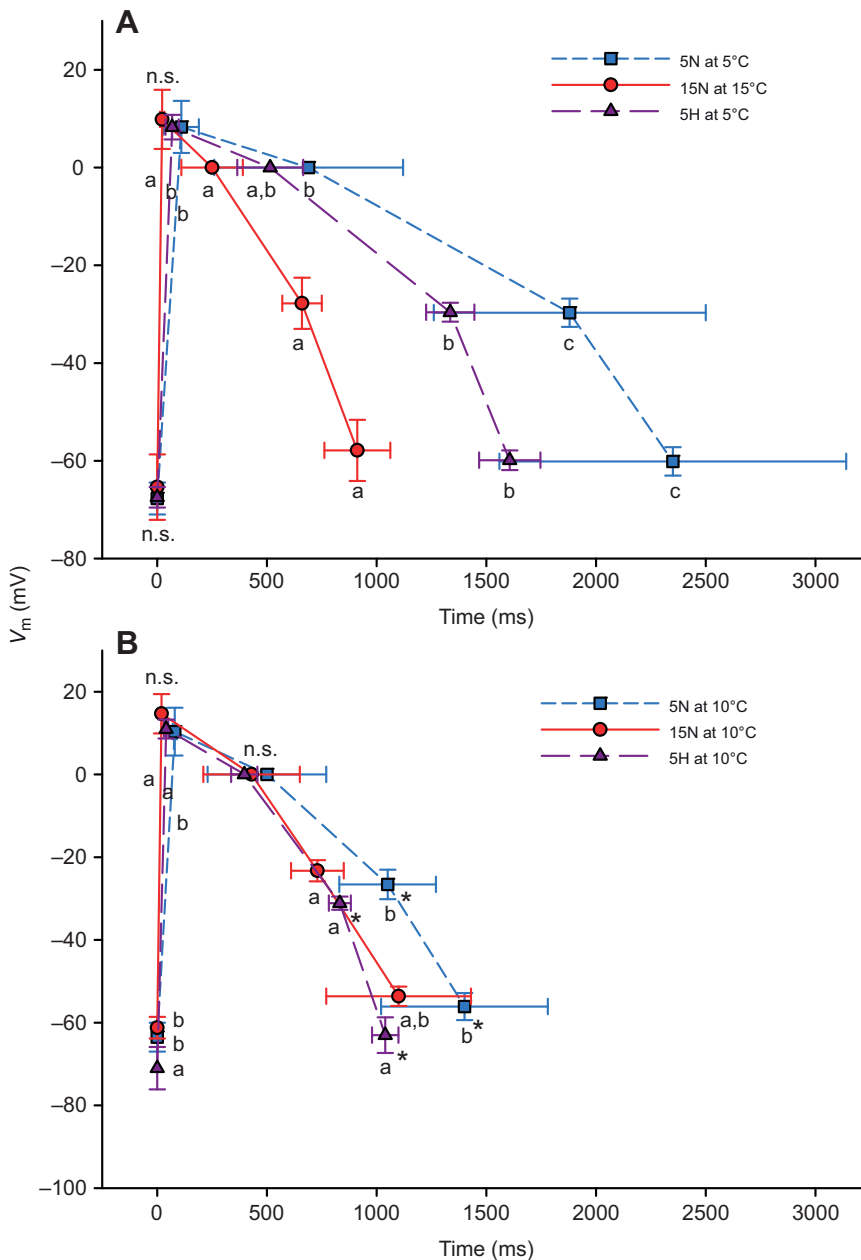 A
20
0
–20
–40
–60
–80
n.s.
a
b
b
a
a,b
b
a
b
c
a
b
c
n.s.
5N at 5°C
15N at 15°C
5H at 5°C
0 500 1000 1500 2000 2500 3000
Time (ms)
Vm (mV)
B
20
0
–20
–40
–60
–80
–100
n.s.
n.s.
a
a
b
a
a *
b *
b
b
a
a,b
a *
b *
5N at 10°C
15N at 10°C
5H at 10°C
0 500 1000 1500 2000 2500 3000
Time (ms)